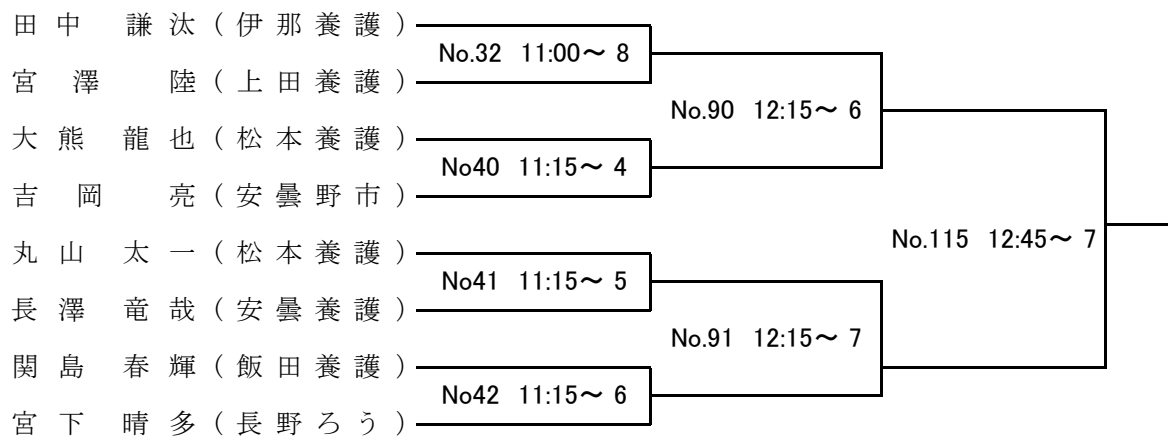 田中 謙汰(伊那養護)
No.32 11:00～ 8
宮澤 陸(上田養護)
No.90 12:15～ 6
大熊 龍也(松本養護)
No40 11:15～ 4
吉岡 亮(安曇野市)
No.115 12:45～ 7
丸山 太一(松本養護)
No41 11:15～ 5
長澤 竜哉(安曇養護)
No.91 12:15～ 7
関島 春輝(飯田養護)
No42 11:15～ 6
宮下 晴多(長野ろう)